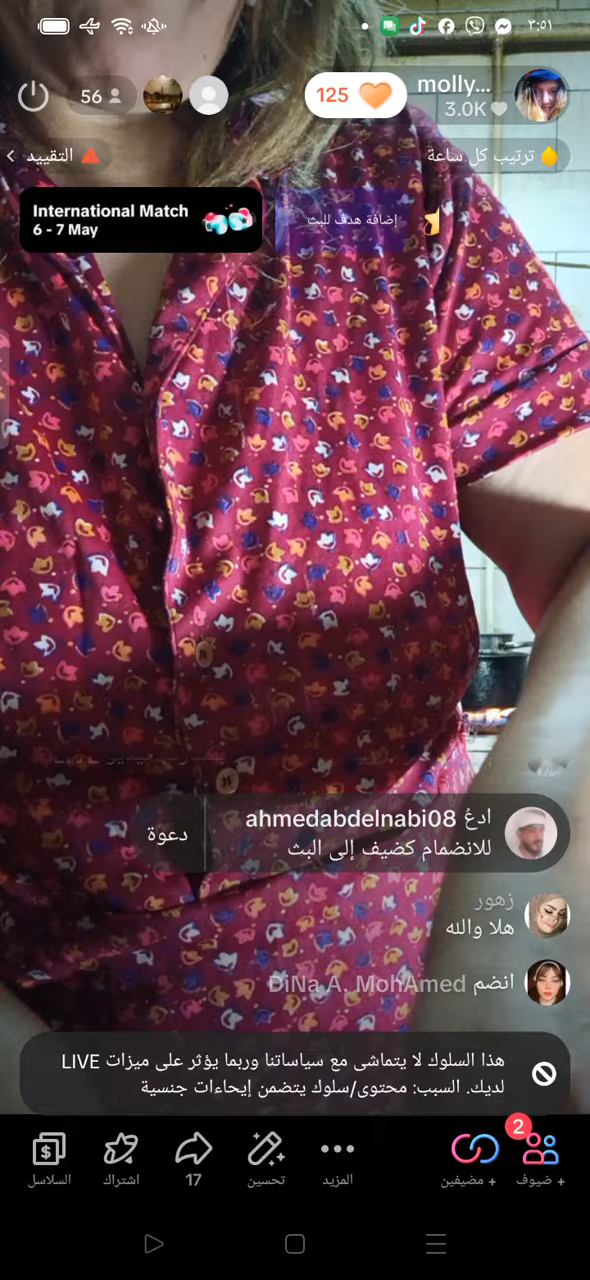 ٣:٥١
56
125
molly...
3.0K
التقييد
ترتيب كل ساعة
International Match
6 - 7 May
إضافة هدف للبث
ادعُ ahmedabdelnabi08
للانضمام كضيف إلى البث
دعوة
زهور
هلا والله
انضم DiNa A. MohAmed
هذا السلوك لا يتماشى مع سياساتنا وربما يؤثر على ميزات LIVE
لديك. السبب: محتوى/سلوك يتضمن إيحاءات جنسية
2
+ ضيوف
+ مضيفين
المزيد
تحسين
17
اشتراك
السلاسل